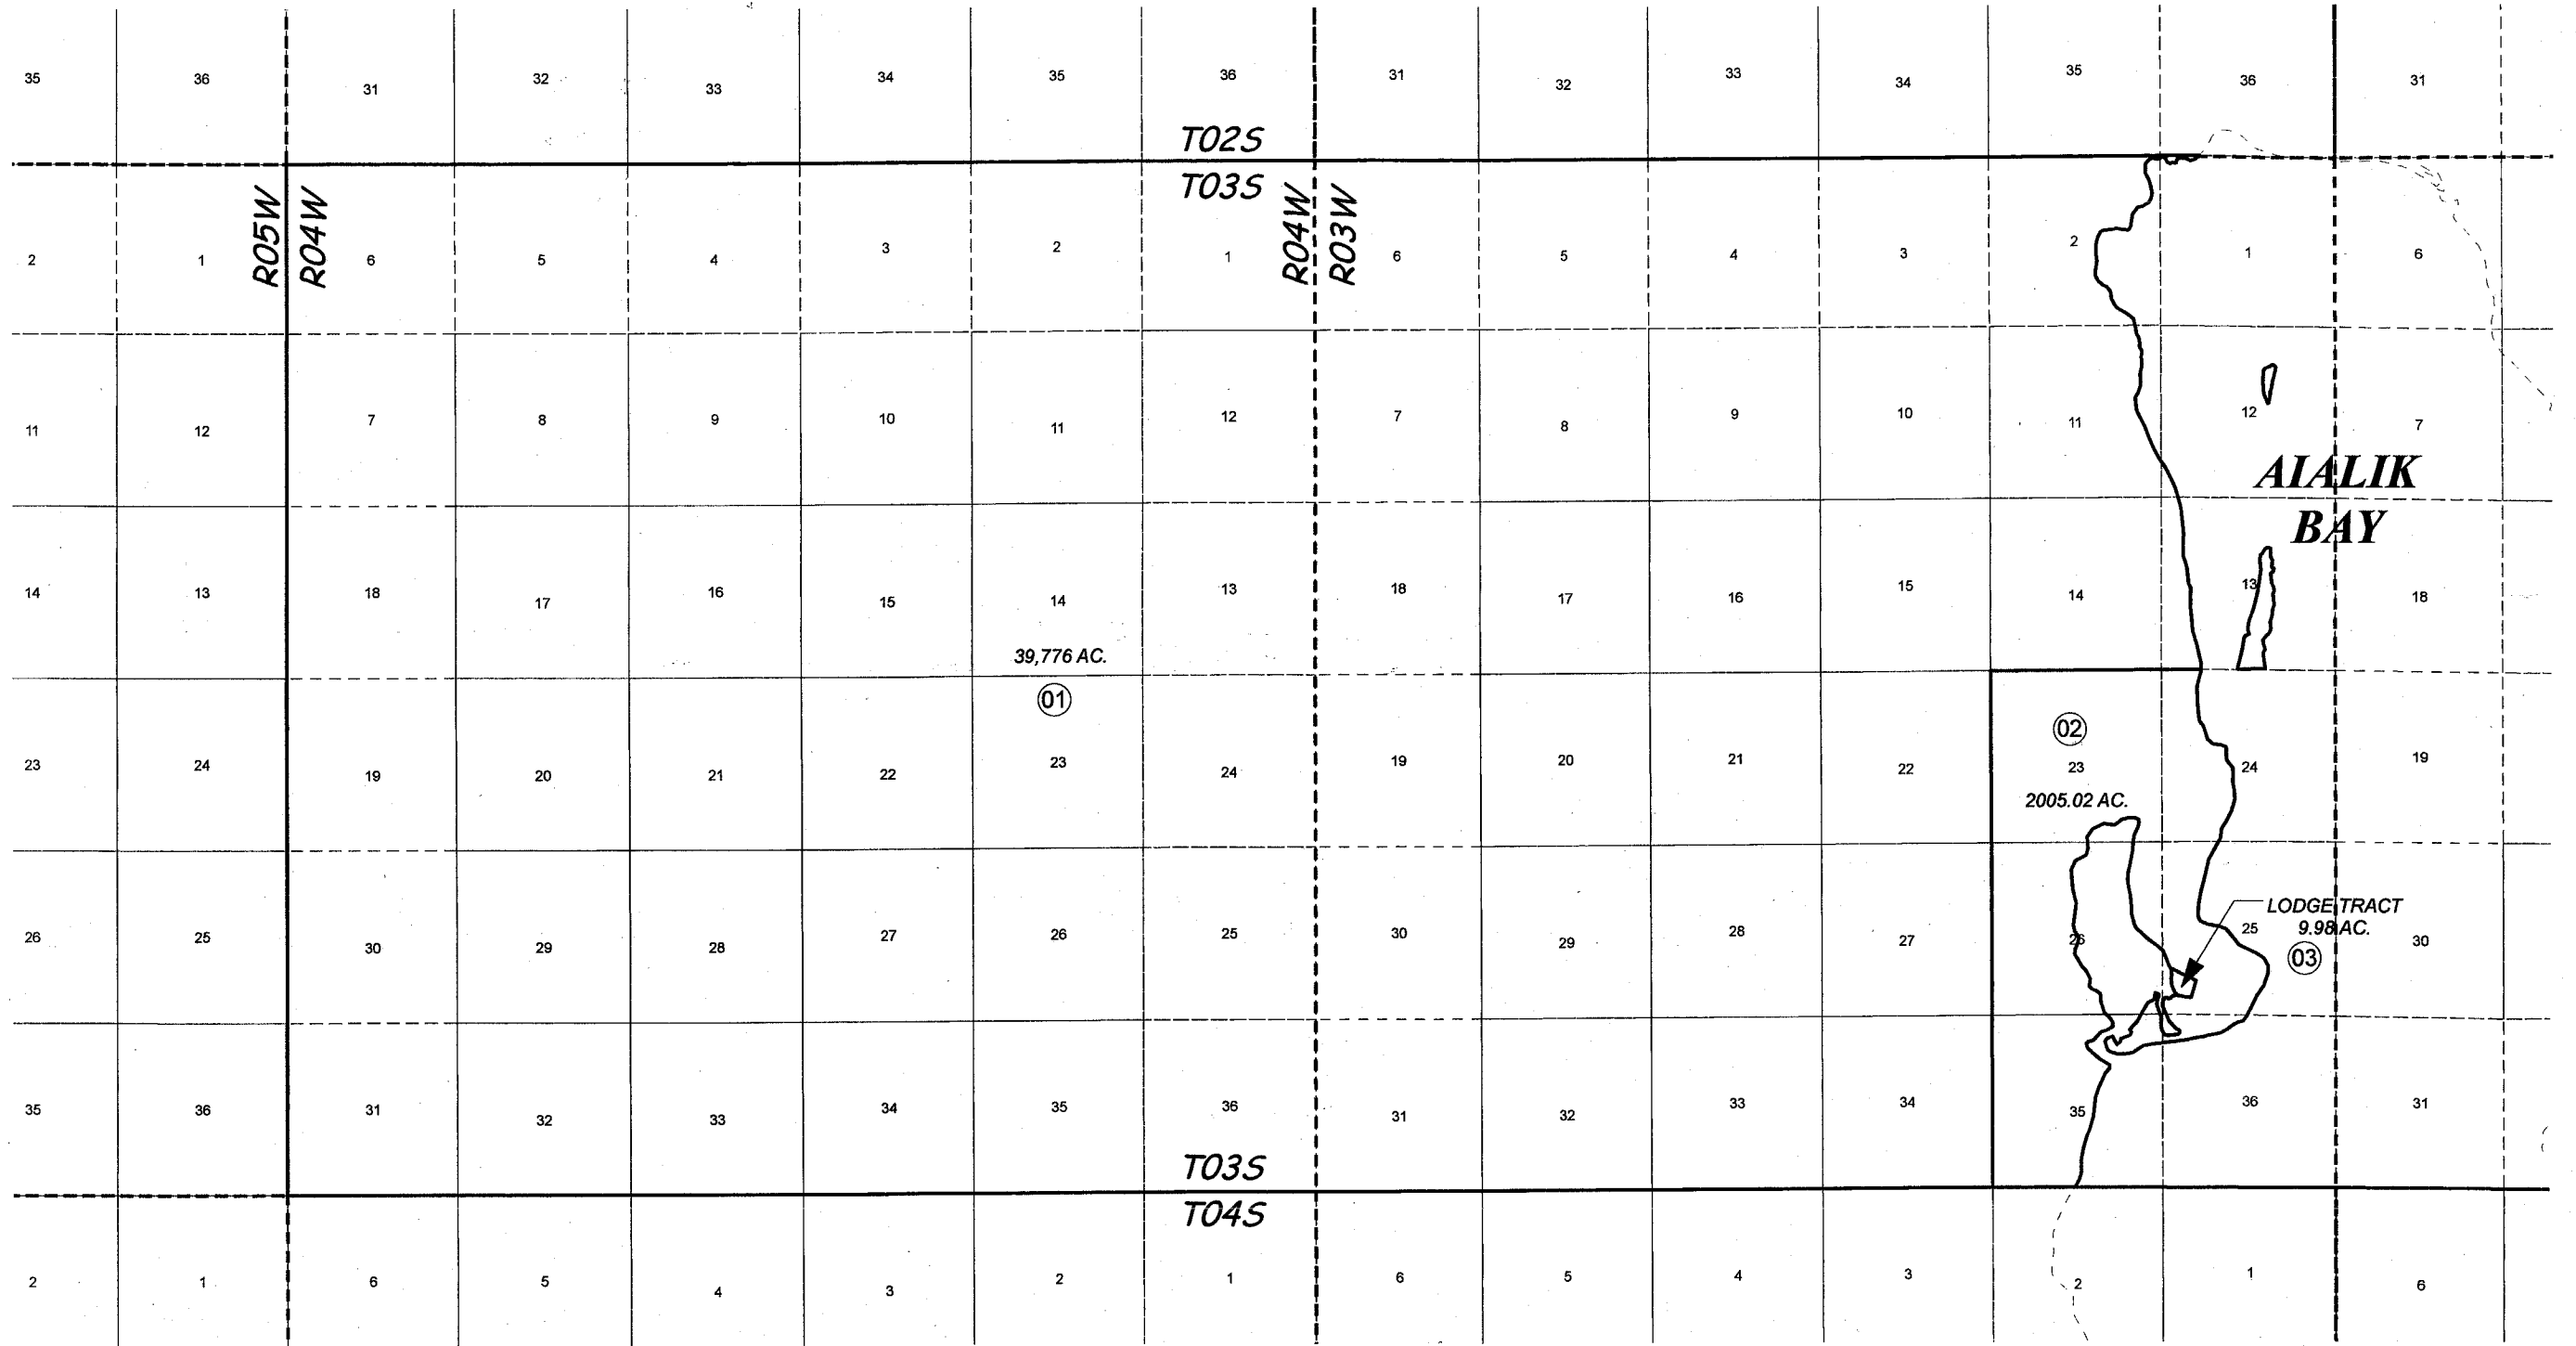 35 36 31 32 33 34 35 36 31 32 33 34 35 36 31
T02S
T03S
R05W R04W R04W R03W
2 1 6 5 4 3 2 1 6 5 4 3 2 1 6
11 12 7 8 9 10 11 12 7 8 9 10 11 12 7
AIALIK
BAY
14 13 18 17 16 15 14 13 18 17 16 15 14 13 18
39,776 AC.
01
02
23 24 19 20 21 22 23 24 19 20 21 22 23 24 19
2005.02 AC.
LODGE TRACT
9.98 AC.
26 25 30 29 28 27 26 25 30 29 28 27 26 25 30
03
35 36 31 32 33 34 35 36 31 32 33 34 35 36 31
T03S
T04S
2 1 6 5 4 3 2 1 6 5 4 3 2 1 6